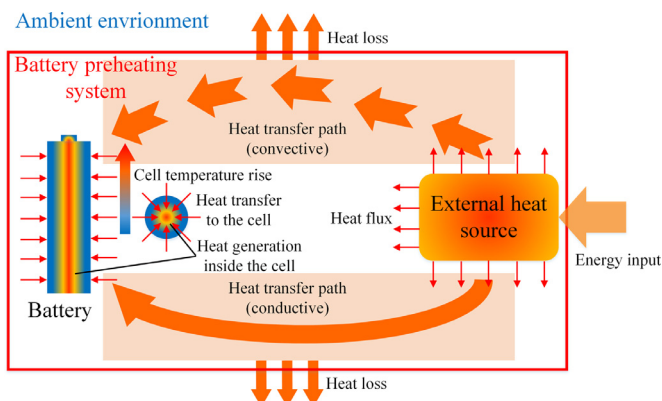 Ambient envrionment
Heat loss
Battery preheating
system
Heat transfer path
(convective)
Cell temperature rise
Heat transfer
to the cell
Heat generation
inside the cell
Battery
Heat flux
External heat
source
Energy input
Heat transfer path
(conductive)
Heat loss